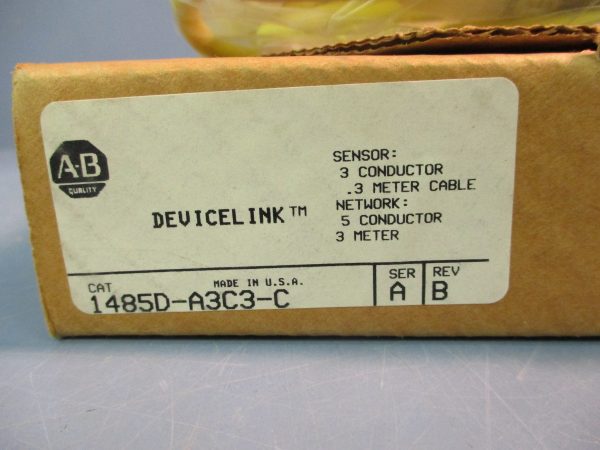 A-B
QUALITY
DEVICELINK™
SENSOR:
3 CONDUCTOR
.3 METER CABLE
NETWORK:
5 CONDUCTOR
3 METER
CAT
MADE IN U.S.A.
1485D-A3C3-C
SER
A
REV
B